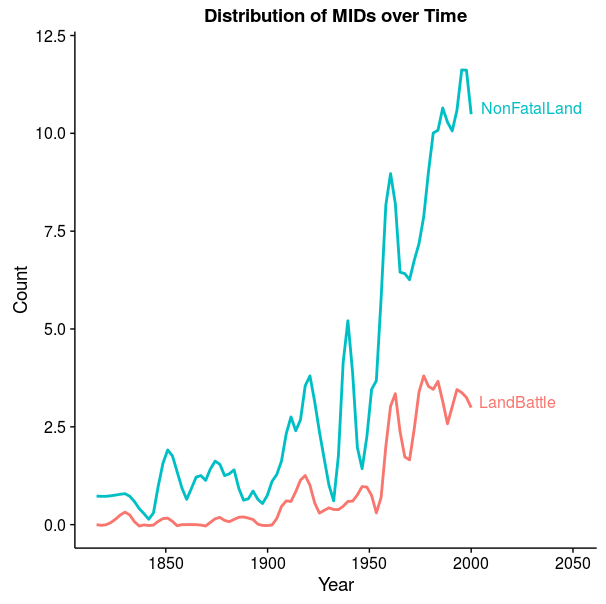 Distribution of MIDs over Time
12.5
10.0
7.5
5.0
2.5
0.0
Count
NonFatalLand
LandBattle
1850
1900
1950
2000
2050
Year